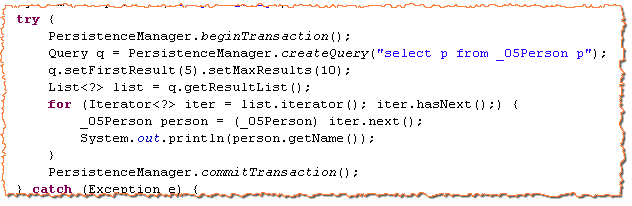 try {
PersistenceManager.beginTransaction();
Query q = PersistenceManager.createQuery("select p from _05Person p");
q.setFirstResult(5).setMaxResults(10);
List<?> list = q.getResultList();
for (Iterator<?> iter = list.iterator(); iter.hasNext();) {
_05Person person = (_05Person) iter.next();
System.out.println(person.getName());
}
PersistenceManager.commitTransaction();
} catch (Exception e) {